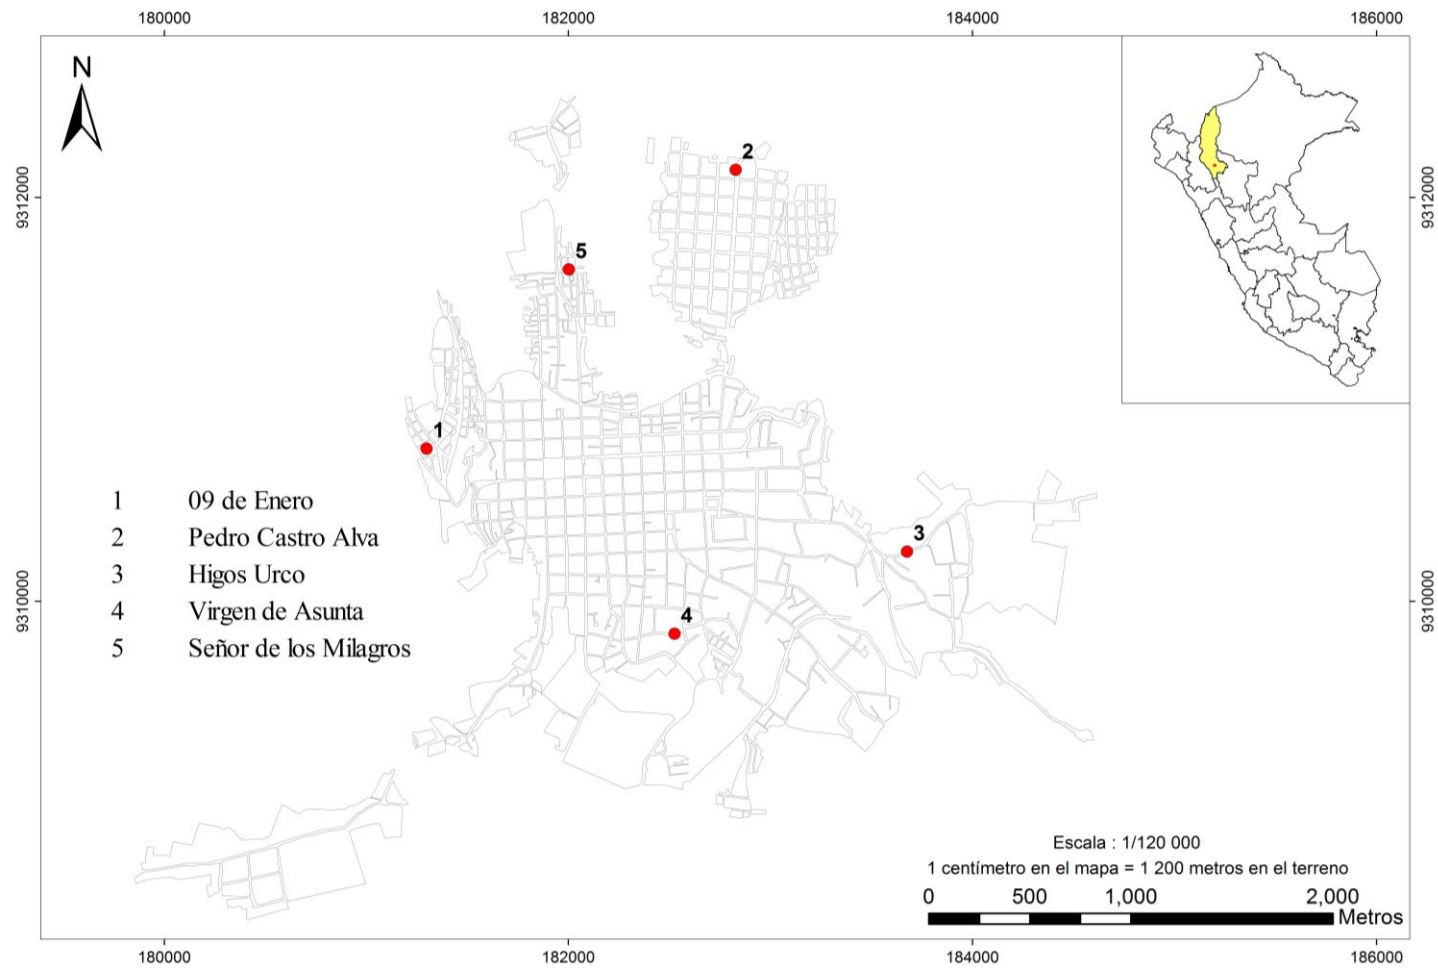 180000 182000 184000 186000
N
2
9312000 9312000
5
1
1 09 de Enero
2 Pedro Castro Alva
3 Higos Urco
4 Virgen de Asunta
5 Señor de los Milagros
3
9310000 9310000
4
Escala : 1/120 000
1 centímetro en el mapa = 1 200 metros en el terreno
0 500 1,000 2,000
Metros
180000 182000 184000 186000